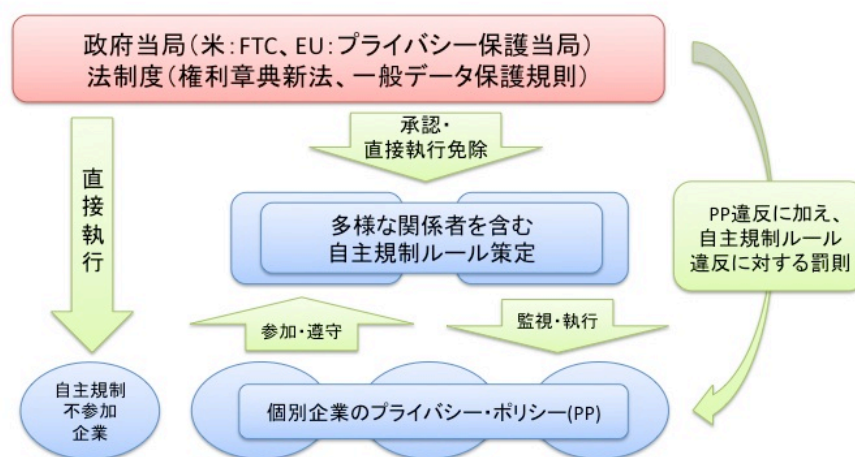 政府当局(米:FTC、EU:プライバシー保護当局)
法制度(権利章典新法、一般データ保護規則)
承認・
直接執行免除
直接執行
多様な関係者を含む
自主規制ルール策定
PP違反に加え、
自主規制ルール
違反に対する罰則
参加・遵守
監視・執行
自主規制
不参加
企業
個別企業のプライバシー・ポリシー(PP)